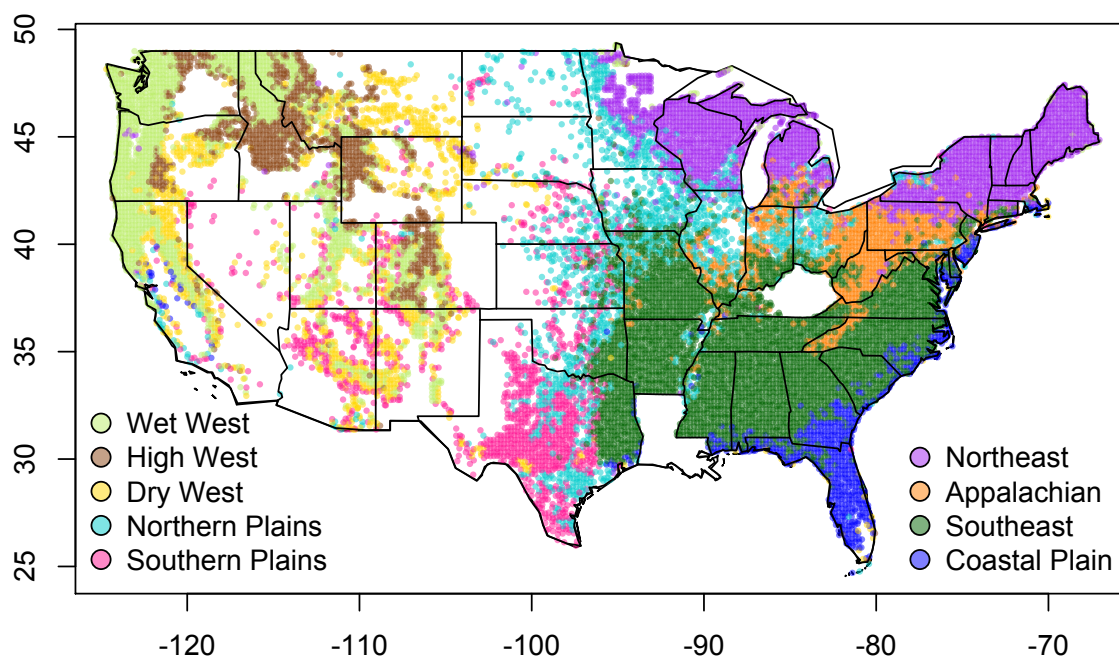 50
45
40
35
30
25
Wet West
High West
Dry West
Northern Plains
Southern Plains
Northeast
Appalachian
Southeast
Coastal Plain
-120 -110 -100 -90 -80 -70